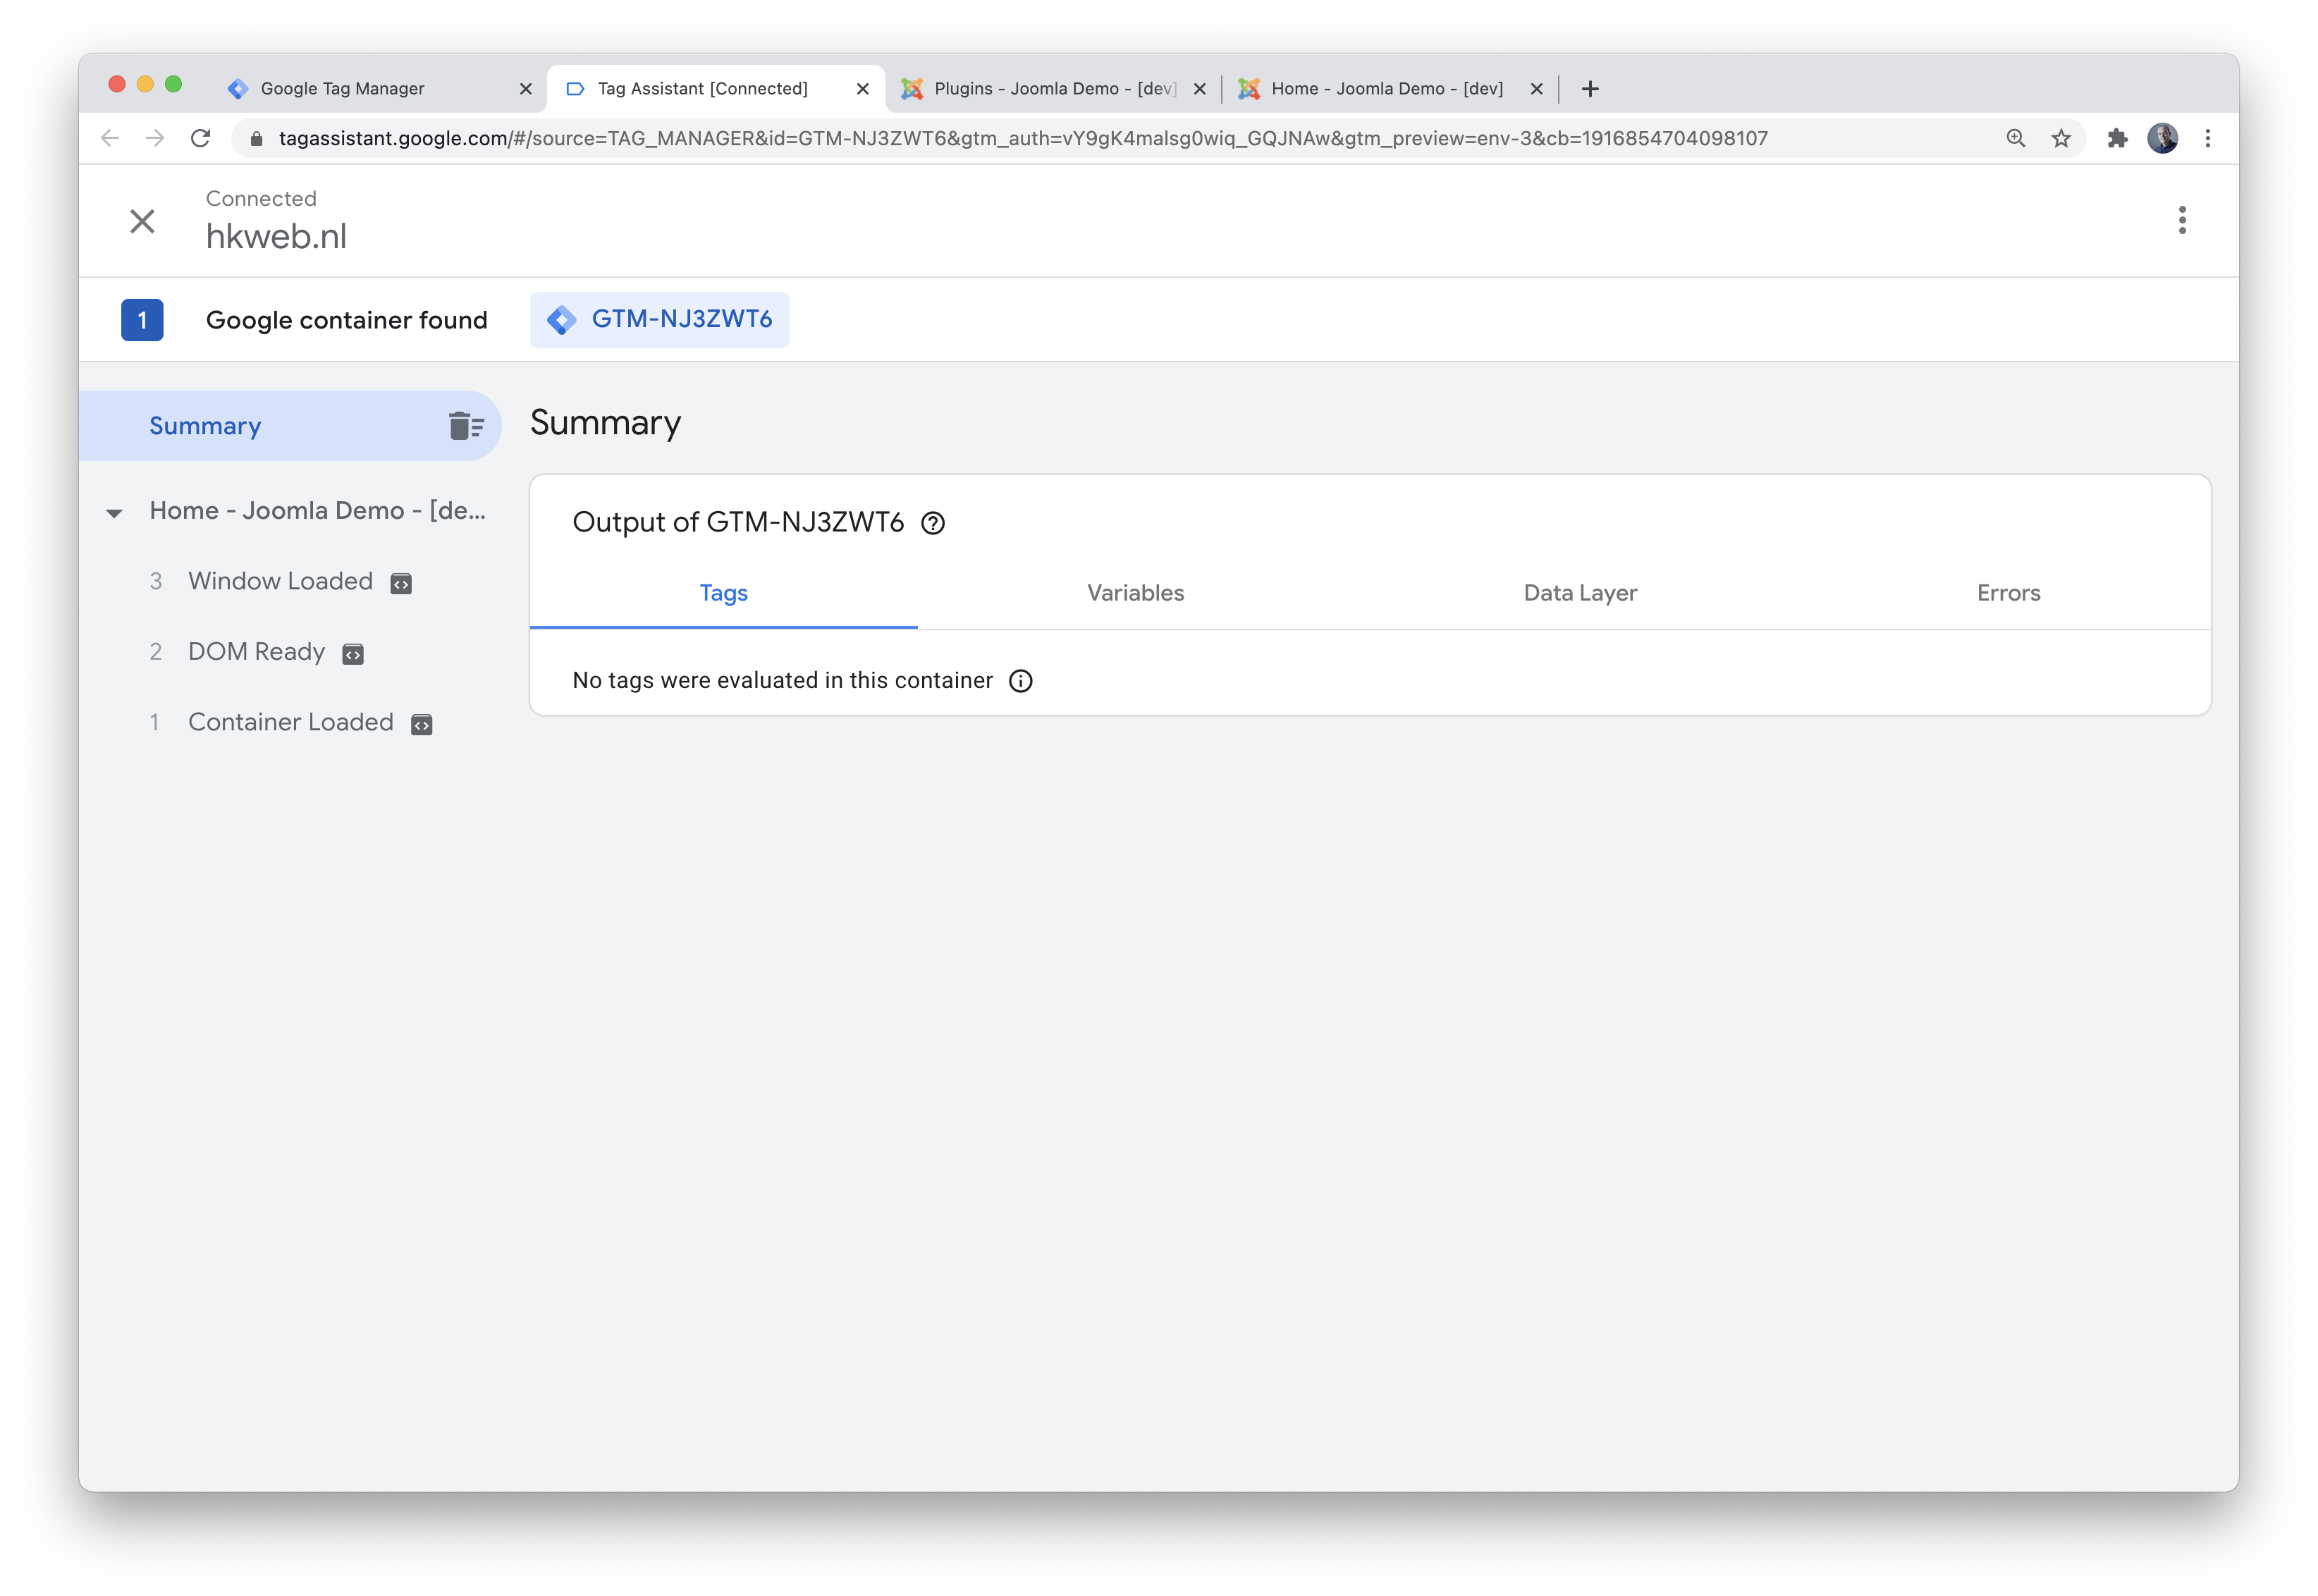 Google Tag Manager
Tag Assistant [Connected]
Plugins - Joomla Demo - [dev]
Home - Joomla Demo - [dev]
tagassistant.google.com/#/source=TAG_MANAGER&id=GTM-NJ3ZWT6&gtm_auth=vY9gK4malsg0wiq_GQJNAw&gtm_preview=env-3&cb=1916854704098107
Connected
hkweb.nl
1 Google container found GTM-NJ3ZWT6
Summary
Home - Joomla Demo - [de...
3 Window Loaded
2 DOM Ready
1 Container Loaded
Summary
Output of GTM-NJ3ZWT6
Tags Variables Data Layer Errors
No tags were evaluated in this container